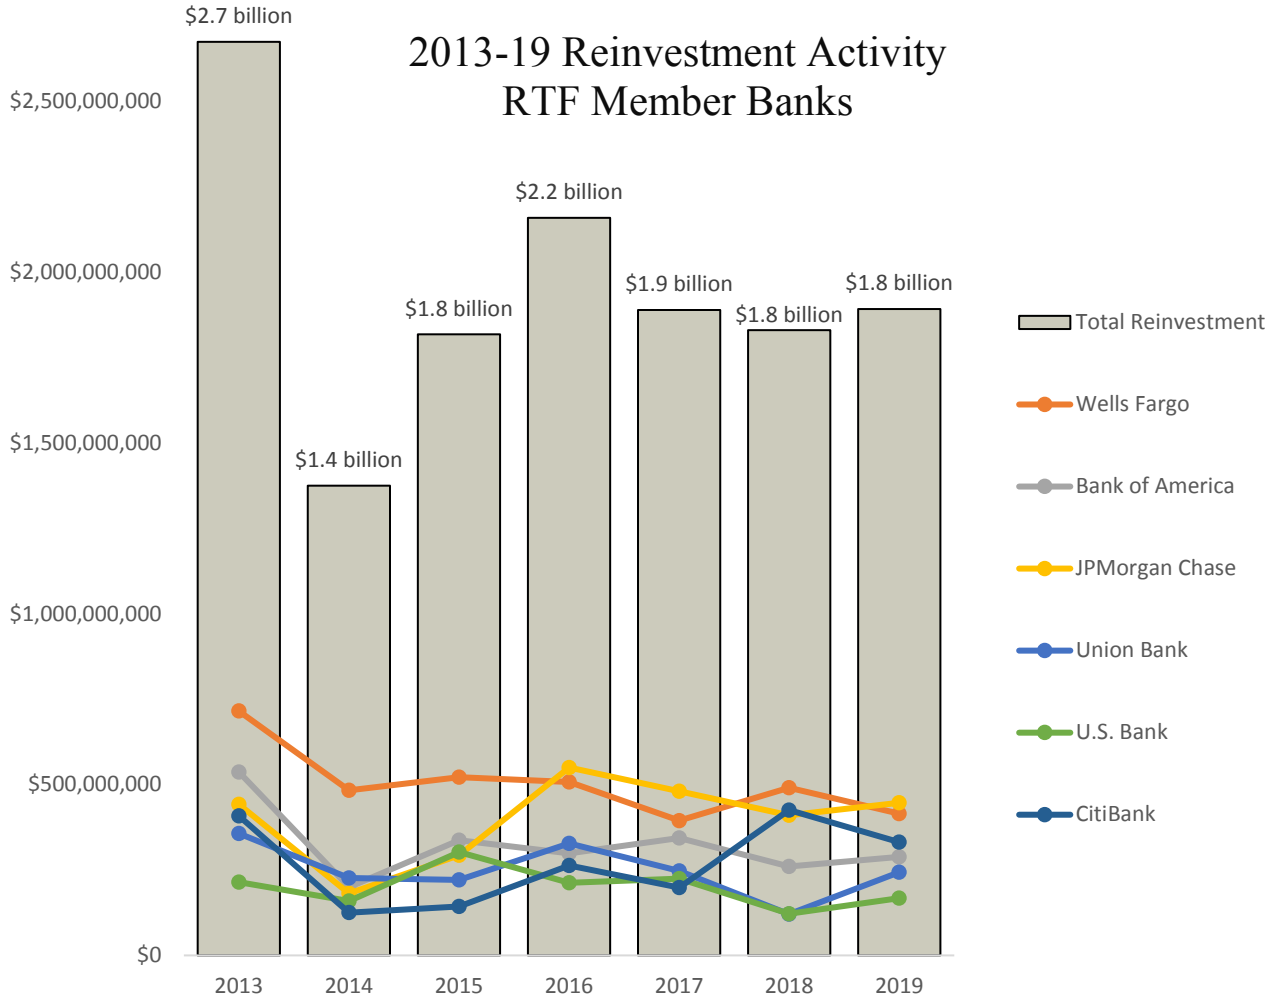 2013-19 Reinvestment Activity
RTF Member Banks
$2.7 billion
$1.4 billion
$1.8 billion
$2.2 billion
$1.9 billion
$1.8 billion
$1.8 billion
$2,500,000,000
$2,000,000,000
$1,500,000,000
$1,000,000,000
$500,000,000
$0
2013
2014
2015
2016
2017
2018
2019
Total Reinvestment
Wells Fargo
Bank of America
JPMorgan Chase
Union Bank
U.S. Bank
CitiBank